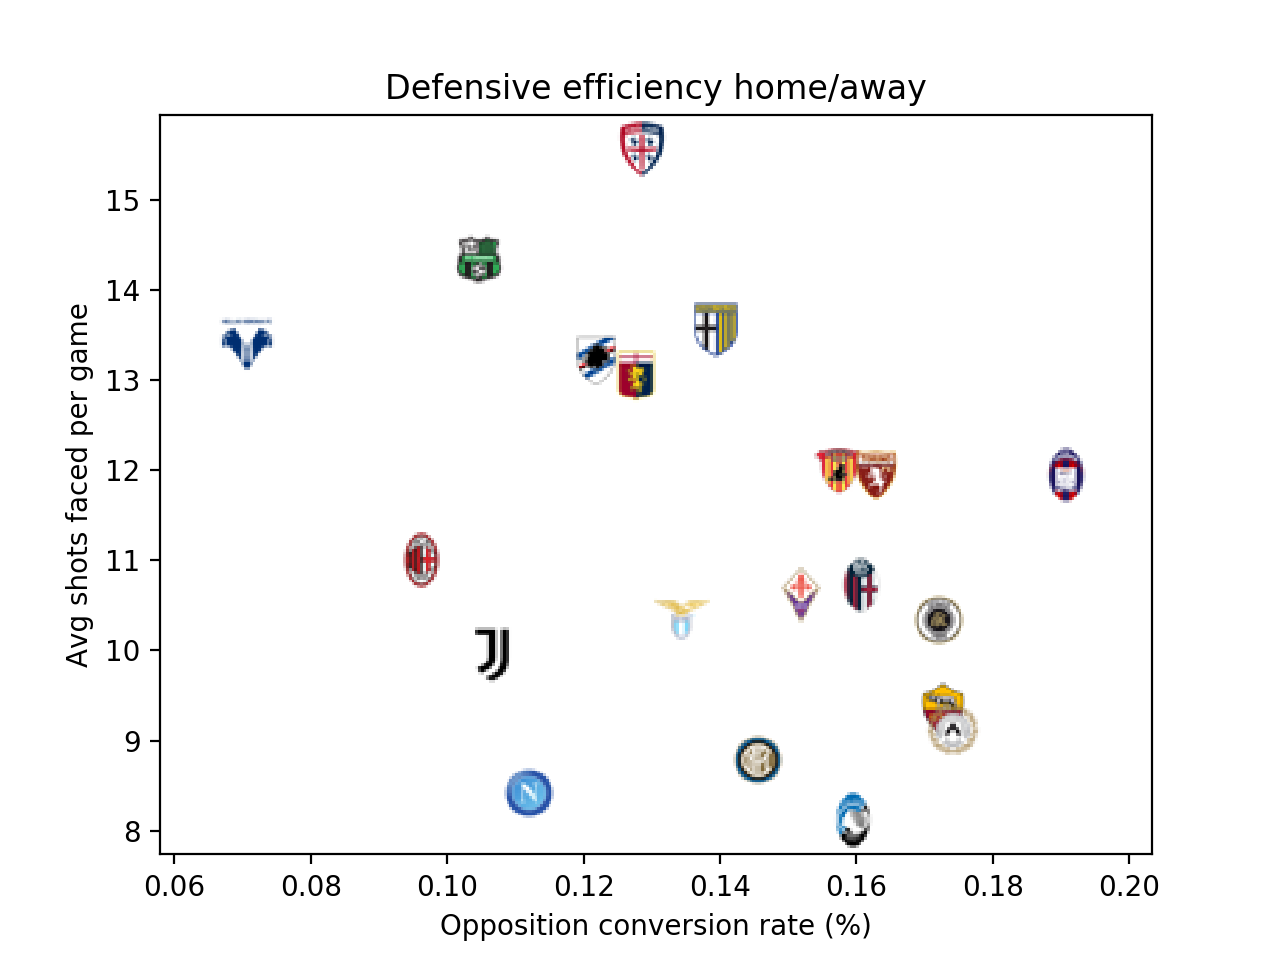 Defensive efficiency home/away
Avg shots faced per game
15
14
13
12
11
10
9
8
0.06 0.08 0.10 0.12 0.14 0.16 0.18 0.20
Opposition conversion rate (%)